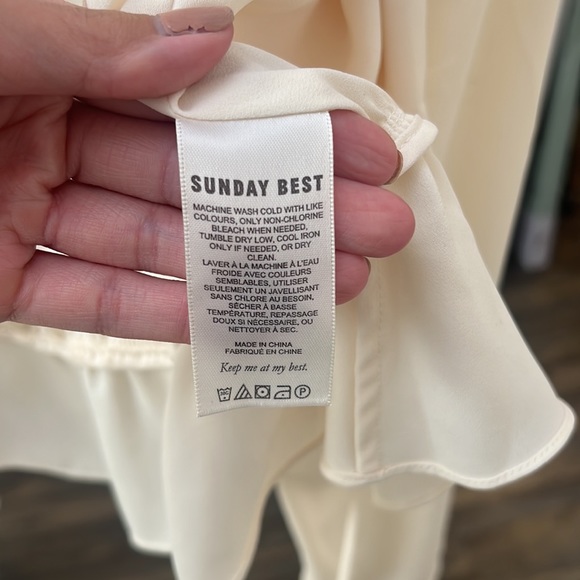 SUNDAY BEST
MACHINE WASH COLD WITH LIKE
COLOURS, ONLY NON-CHLORINE
BLEACH WHEN NEEDED,
TUMBLE DRY LOW, COOL IRON
ONLY IF NEEDED, OR DRY
CLEAN.
LAVER À LA MACHINE À L'EAU
FROIDE AVEC COULEURS
SEMBLABLES, UTILISER
SEULEMENT UN JAVELLISANT
SANS CHLORE AU BESOIN,
SÉCHER À BASSE
TEMPÉRATURE, REPASSAGE
DOUX SI NÉCESSAIRE, OU
NETTOYER À SEC.
MADE IN CHINA
FABRIQUÉ EN CHINE
Keep me at my best.
P